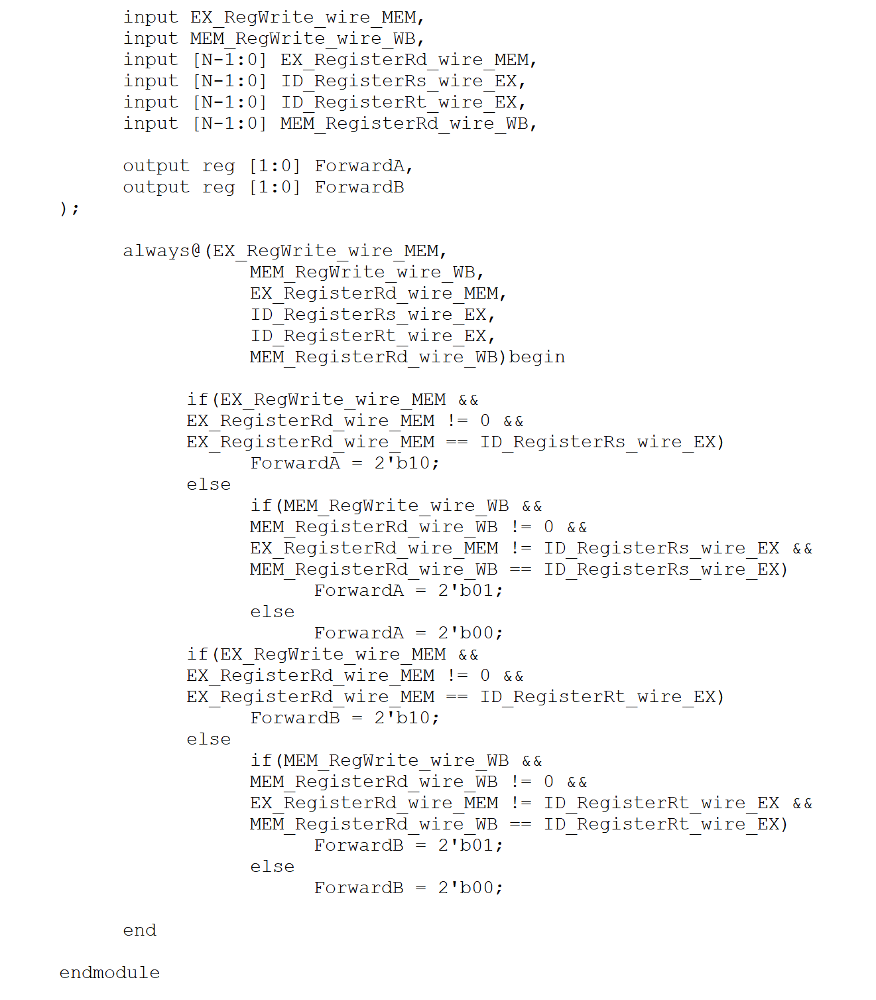 input EX_RegWrite_wire_MEM,
input MEM_RegWrite_wire_WB,
input [N-1:0] EX_RegisterRd_wire_MEM,
input [N-1:0] ID_RegisterRs_wire_EX,
input [N-1:0] ID_RegisterRt_wire_EX,
input [N-1:0] MEM_RegisterRd_wire_WB,
output reg [1:0] ForwardA,
output reg [1:0] ForwardB
);
always@(EX_RegWrite_wire_MEM,
MEM_RegWrite_wire_WB,
EX_RegisterRd_wire_MEM,
ID_RegisterRs_wire_EX,
ID_RegisterRt_wire_EX,
MEM_RegisterRd_wire_WB)begin
if(EX_RegWrite_wire_MEM &&
EX_RegisterRd_wire_MEM != 0 &&
EX_RegisterRd_wire_MEM == ID_RegisterRs_wire_EX)
ForwardA = 2'b10;
else
if(MEM_RegWrite_wire_WB &&
MEM_RegisterRd_wire_WB != 0 &&
EX_RegisterRd_wire_MEM != ID_RegisterRs_wire_EX &&
MEM_RegisterRd_wire_WB == ID_RegisterRs_wire_EX)
ForwardA = 2'b01;
else
ForwardA = 2'b00;
if(EX_RegWrite_wire_MEM &&
EX_RegisterRd_wire_MEM != 0 &&
EX_RegisterRd_wire_MEM == ID_RegisterRt_wire_EX)
ForwardB = 2'b10;
else
if(MEM_RegWrite_wire_WB &&
MEM_RegisterRd_wire_WB != 0 &&
EX_RegisterRd_wire_MEM != ID_RegisterRt_wire_EX &&
MEM_RegisterRd_wire_WB == ID_RegisterRt_wire_EX)
ForwardB = 2'b01;
else
ForwardB = 2'b00;
end
endmodule